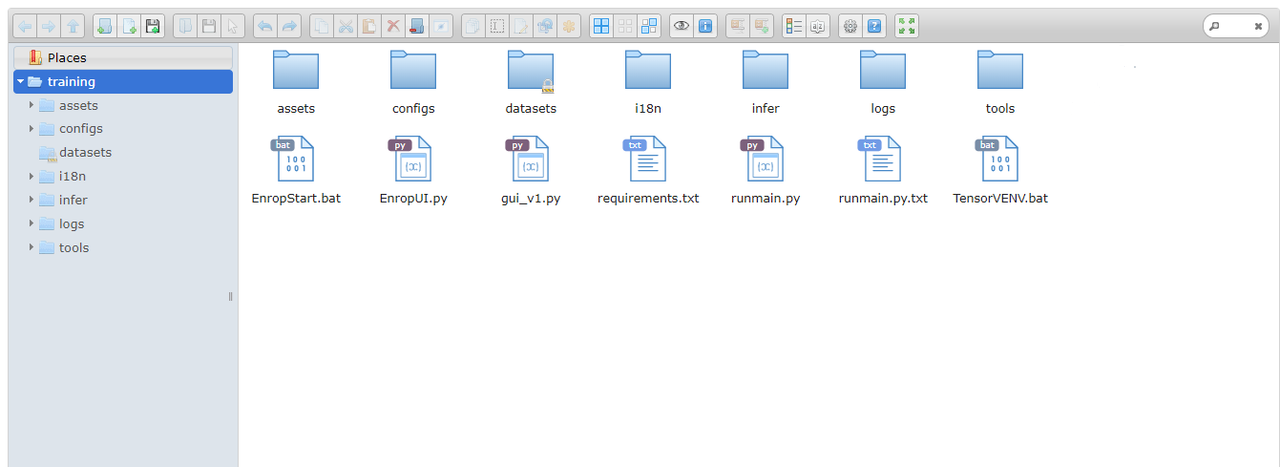 Places
training
assets
configs
datasets
i18n
infer
logs
tools
assets configs datasets i18n infer logs tools
bat py py txt py txt bat
EnropStart.bat EnropUI.py gui_v1.py requirements.txt runmain.py runmain.py.txt TensorVENV.bat